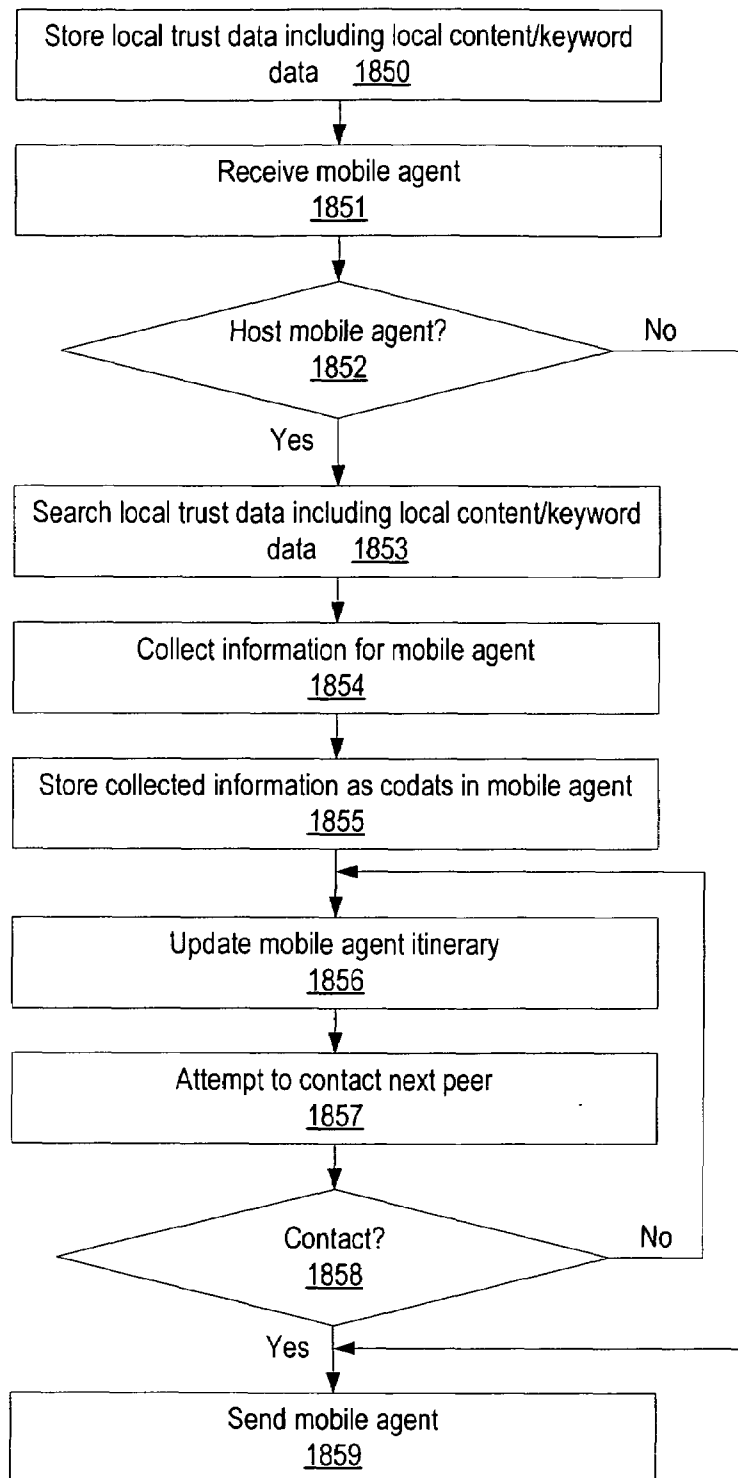 Store local trust data including local content/keyword
data 1850
Receive mobile agent
1851
Host mobile agent?
1852
No
Yes
Search local trust data including local content/keyword
data 1853
Collect information for mobile agent
1854
Store collected information as codats in mobile agent
1855
Update mobile agent itinerary
1856
Attempt to contact next peer
1857
Contact?
1858
No
Yes
Send mobile agent
1859